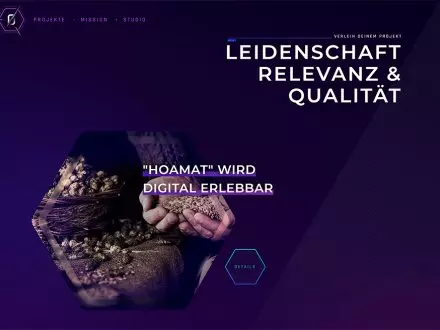 PROJEKTE • MISSION • STUDIO
VERLEIH DEINEM PROJEKT
LEIDENSCHAFT
RELEVANZ &
QUALITÄT
"HOAMAT" WIRD
DIGITAL ERLEBBAR
DETAILS